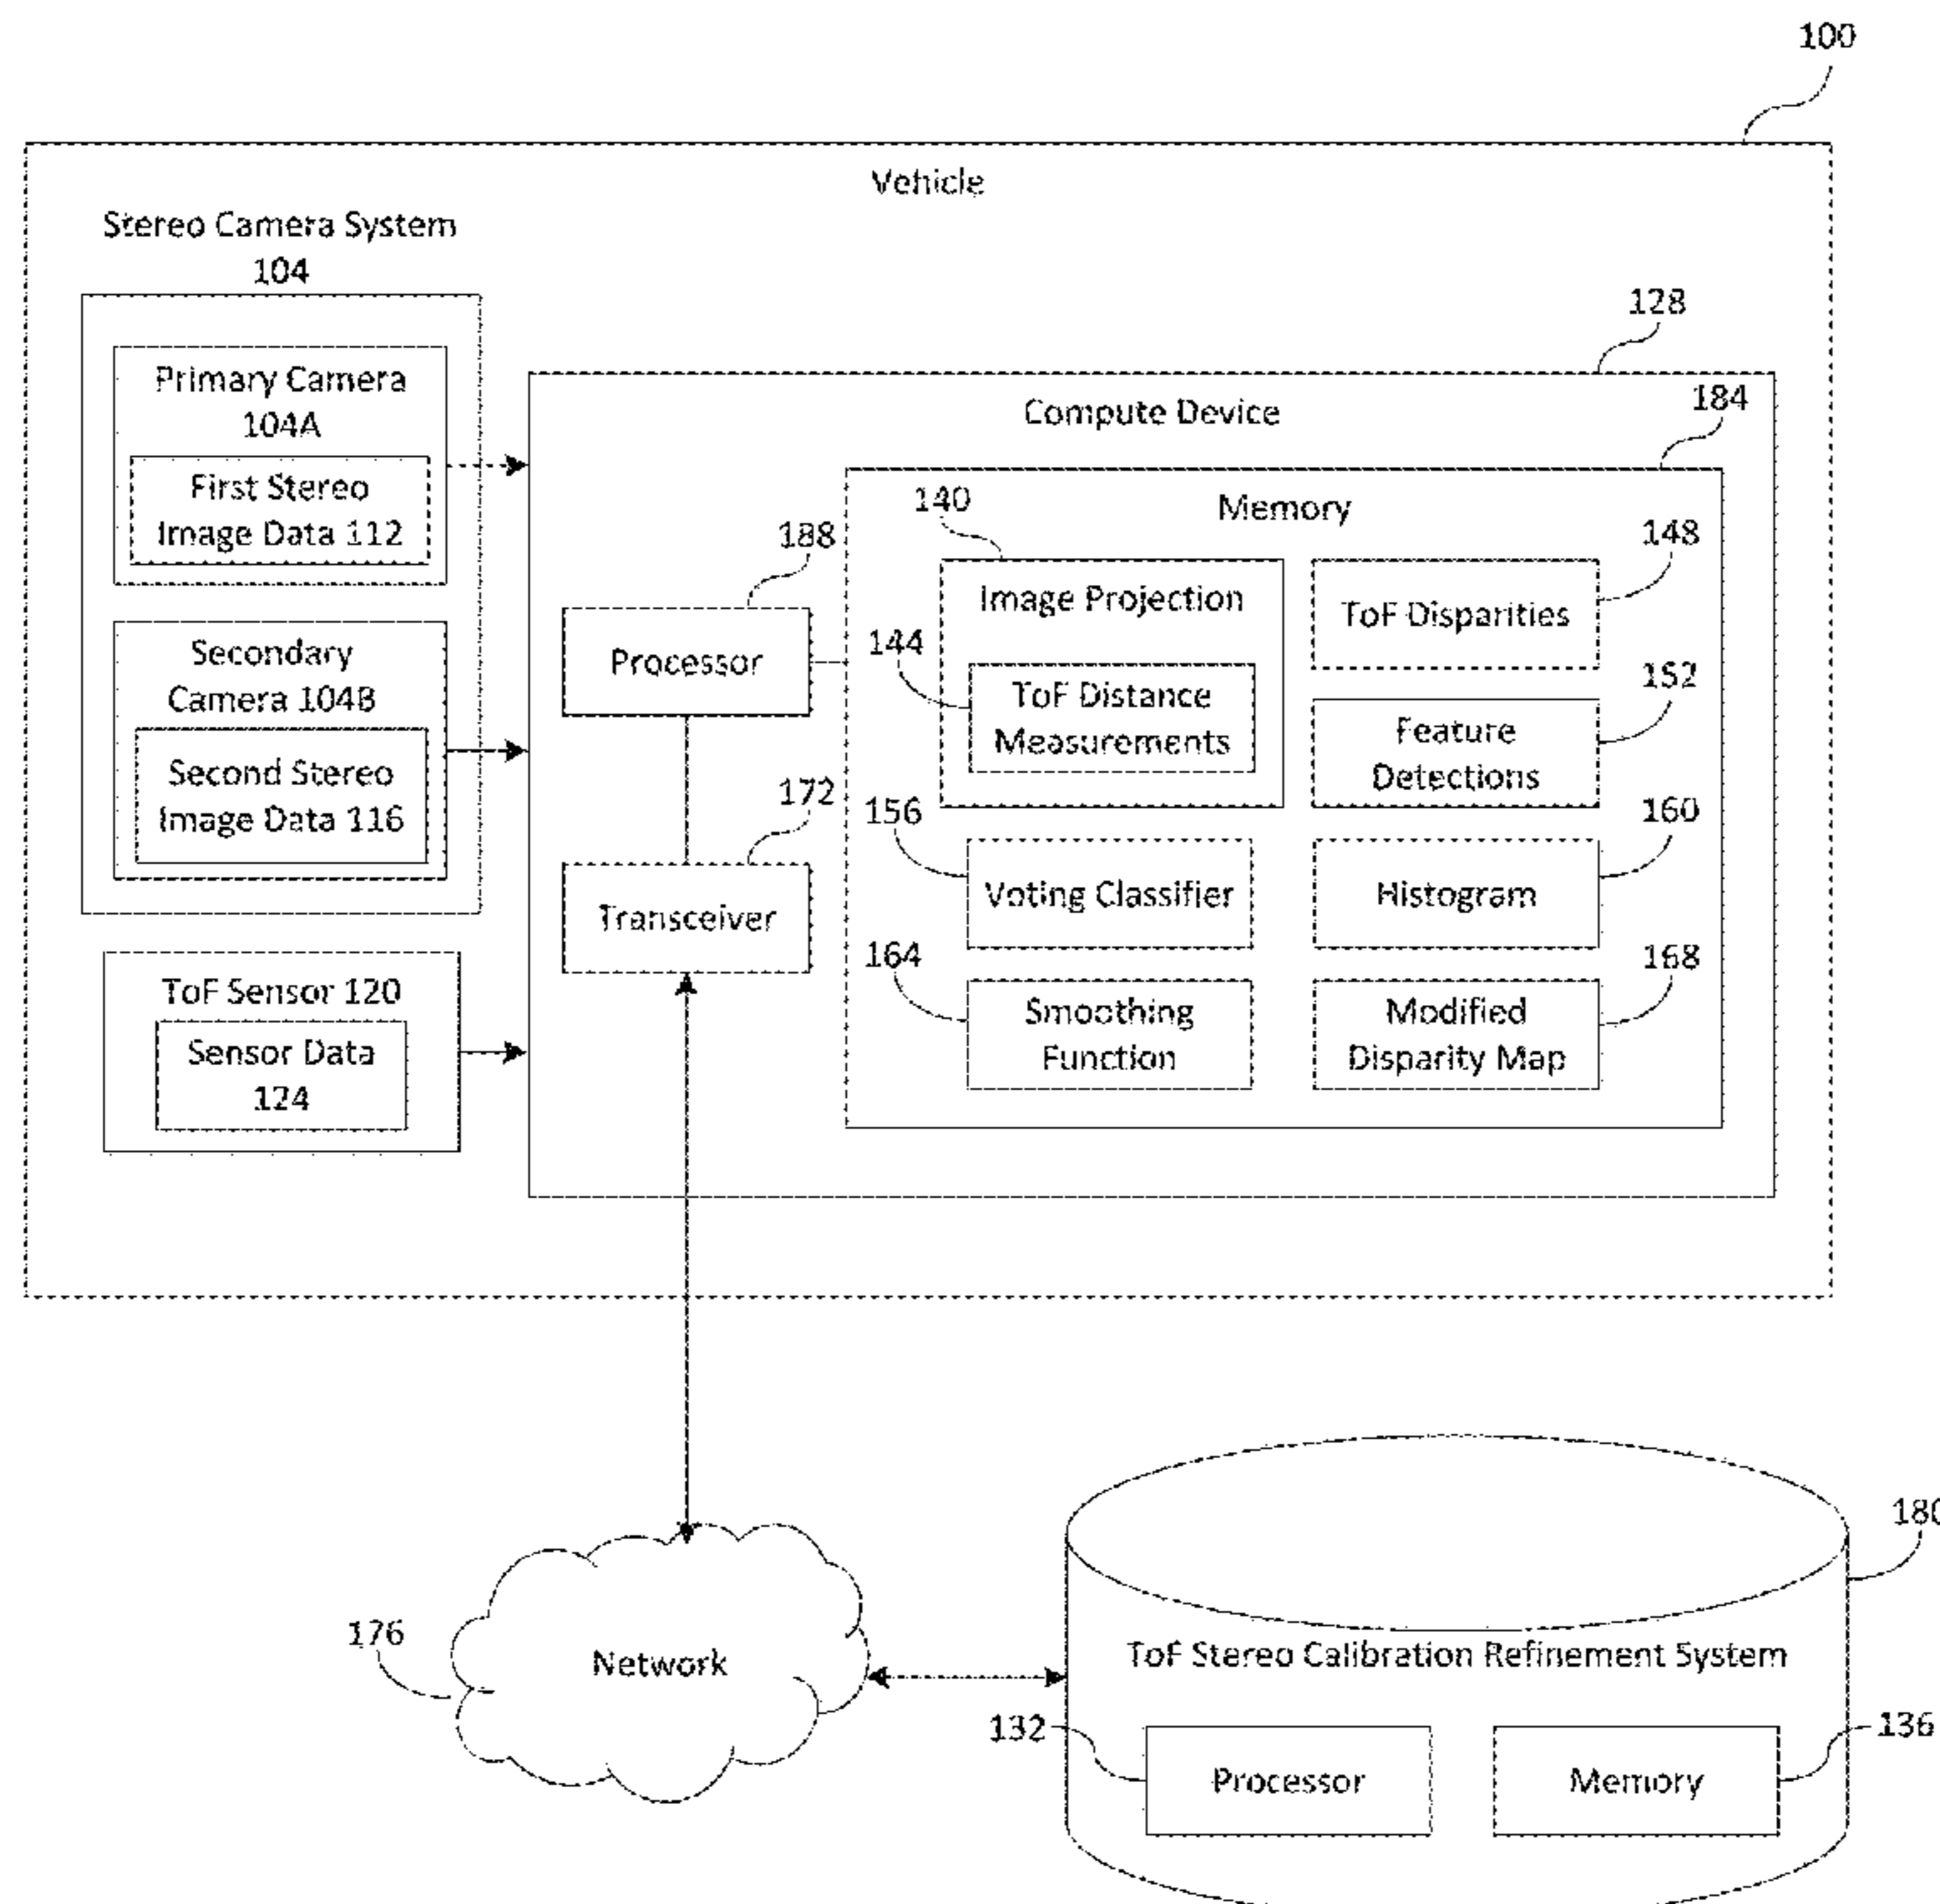 100
Vehicle
Stereo Camera System
104
128
Primary Camera
104A
First Stereo
Image Data 112
Compute Device
184
Memory
140
148
188
Image Projection
ToF Disparities
Secondary
Camera 104B
Second Stereo
Image Data 116
Processor
144
ToF Distance
Measurements
152
Feature
Detections
172
156
160
Transceiver
Voting Classifier
Histogram
164
168
ToF Sensor 120
Sensor Data
124
Smoothing
Function
Modified
Disparity Map
180
176
Network
ToF Stereo Calibration Refinement System
132
136
Processor
Memory